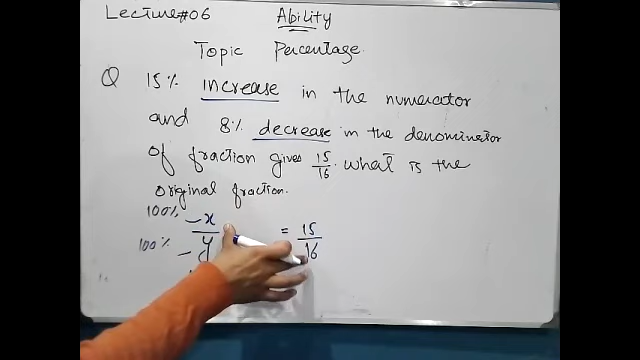 Lecture#06 Ability
Topic Percentage
Q 15% increase in the numerator
and 8% decrease in the denominator
of fraction gives 15/16. what is the
original fraction.
100% - x = 15
100% - y 16